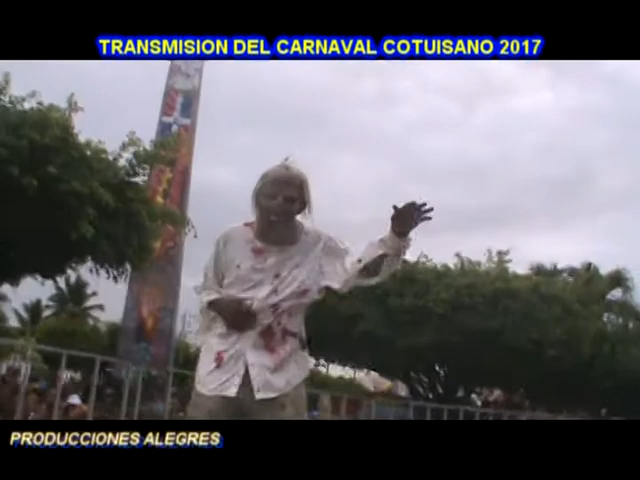 TRANSMISION DEL CARNAVAL COTUISANO 2017
PRODUCCIONES ALEGRES